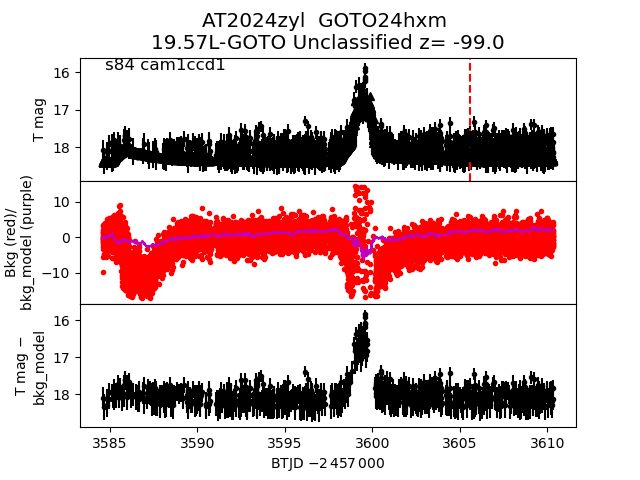 AT2024zyl  GOTO24hxm
19.57L-GOTO Unclassified z= -99.0
s84 cam1ccd1
T mag
16
17
18
Bkg (red)/
bkg_model (purple)
10
0
−10
T mag −
bkg_model
16
17
18
3585 3590 3595 3600 3605 3610
BTJD −2 457 000